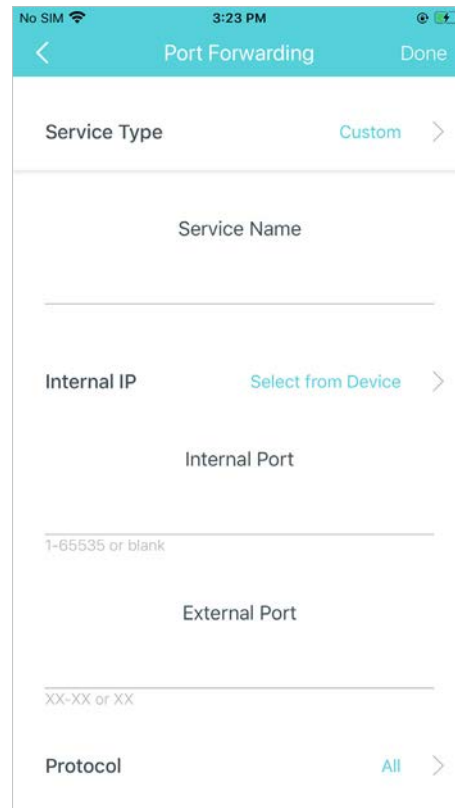 No SIM 3:23 PM
Port Forwarding Done
Service Type Custom
Service Name
Internal IP Select from Device
Internal Port
1-65535 or blank
External Port
XX-XX or XX
Protocol All